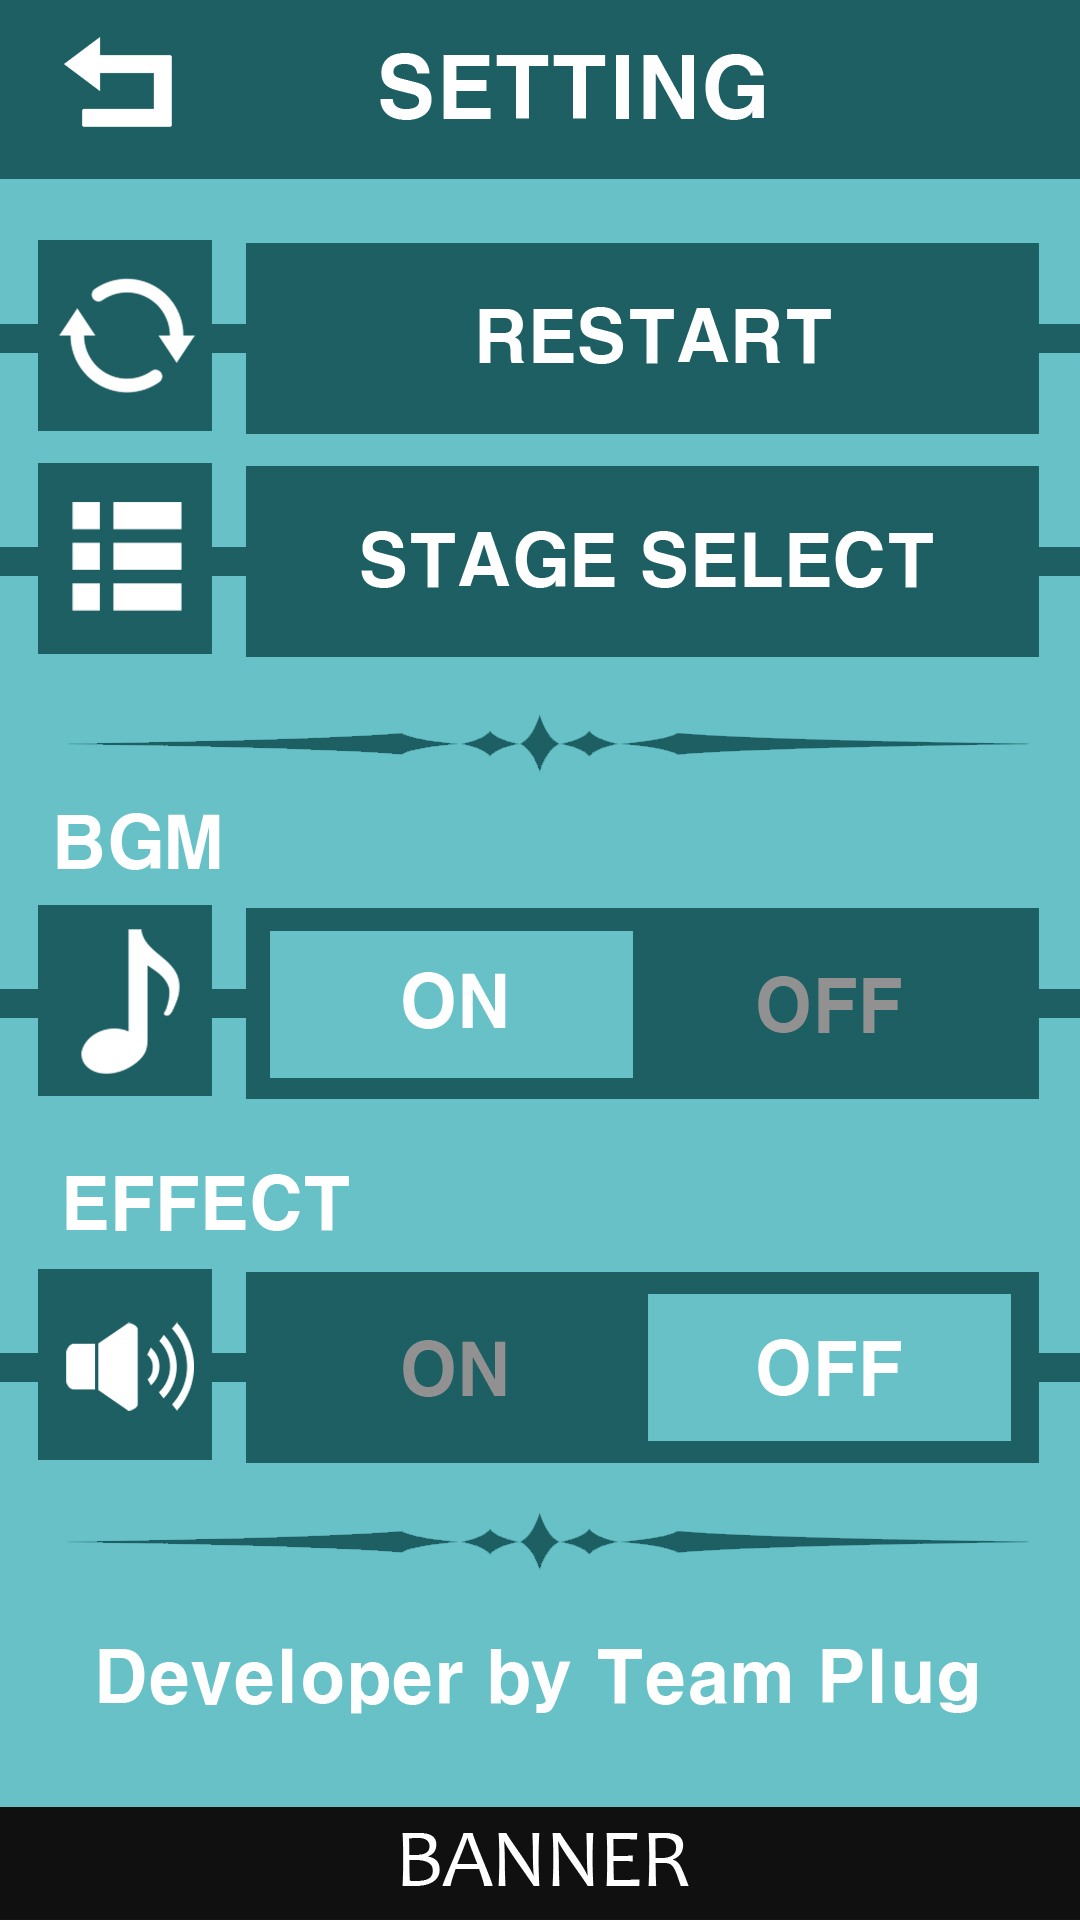 SETTING
RESTART
STAGE SELECT
BGM
ON OFF
EFFECT
ON OFF
Developer by Team Plug
BANNER